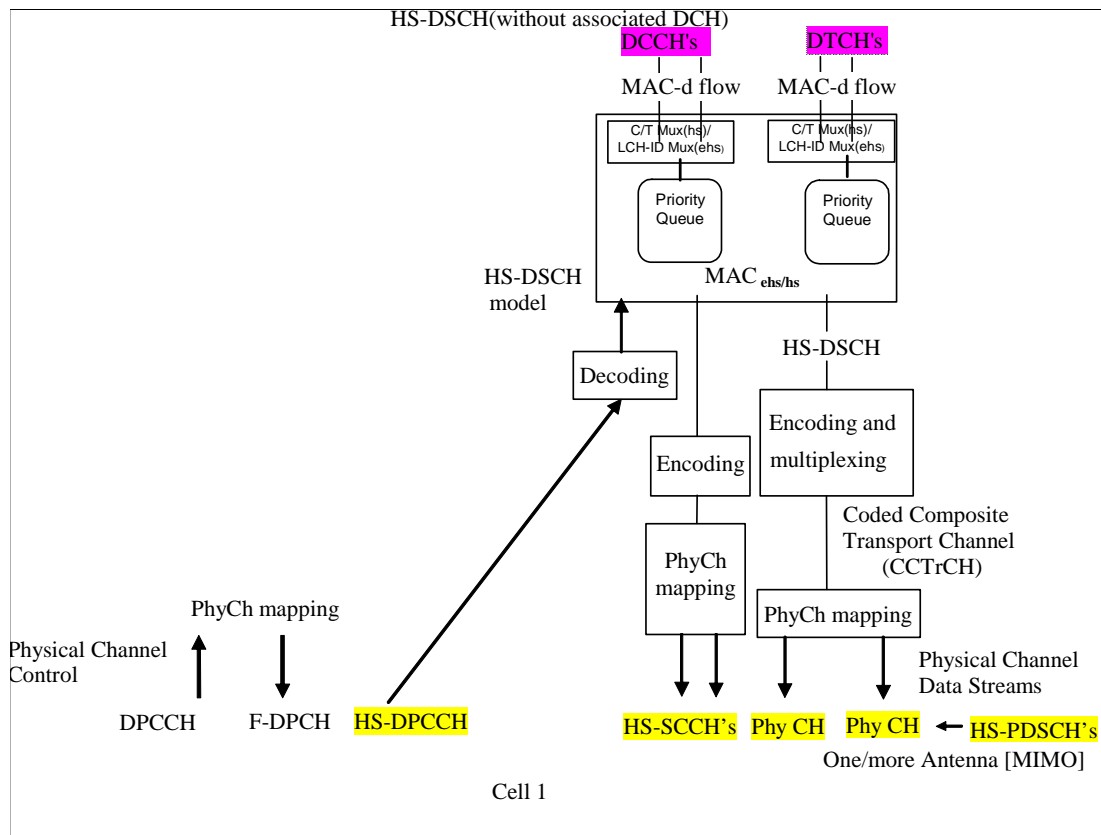 HS-DSCH(without associated DCH)
DCCH's
DTCH's
MAC-d flow
MAC-d flow
C/T Mux(hs)/
LCH-ID Mux(ehs)
C/T Mux(hs)/
LCH-ID Mux(ehs)
Priority
Queue
Priority
Queue
HS-DSCH
model
MAC ehs/hs
HS-DSCH
Decoding
Encoding and
multiplexing
Encoding
Coded Composite
Transport Channel
(CCTrCH)
PhyCh
mapping
PhyCh mapping
PhyCh mapping
Physical Channel
Control
Physical Channel
Data Streams
DPCCH
F-DPCH
HS-DPCCH
HS-SCCH’s
Phy CH
Phy CH
HS-PDSCH’s
One/more Antenna [MIMO]
Cell 1